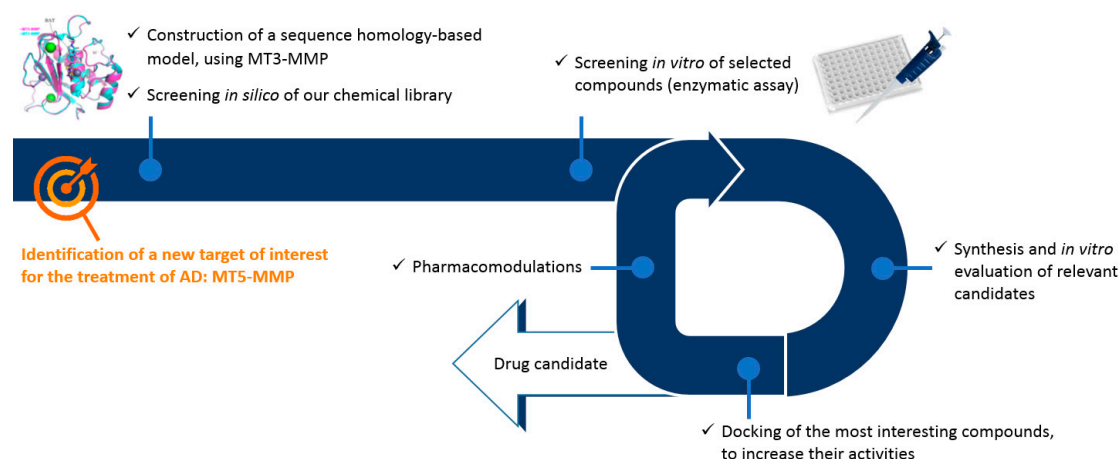 ✓ Construction of a sequence homology-based
model, using MT3-MMP
✓ Screening in silico of our chemical library
✓ Screening in vitro of selected
compounds (enzymatic assay)
Identification of a new target of interest
for the treatment of AD: MT5-MMP
✓ Pharmacomodulations
✓ Synthesis and in vitro
evaluation of relevant
candidates
Drug candidate
✓ Docking of the most interesting compounds,
to increase their activities